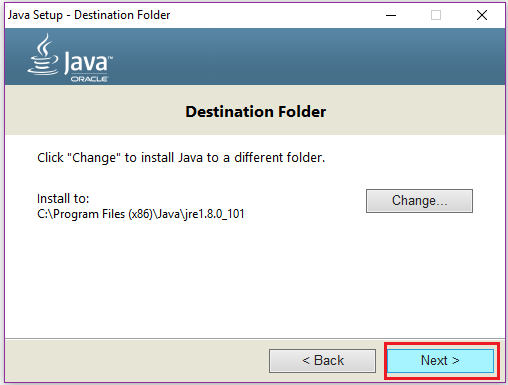 Java Setup - Destination Folder
Java™
ORACLE
Destination Folder
Click "Change" to install Java to a different folder.
Install to:
C:\Program Files (x86)\Java\jre1.8.0_101
Change...
< Back
Next >